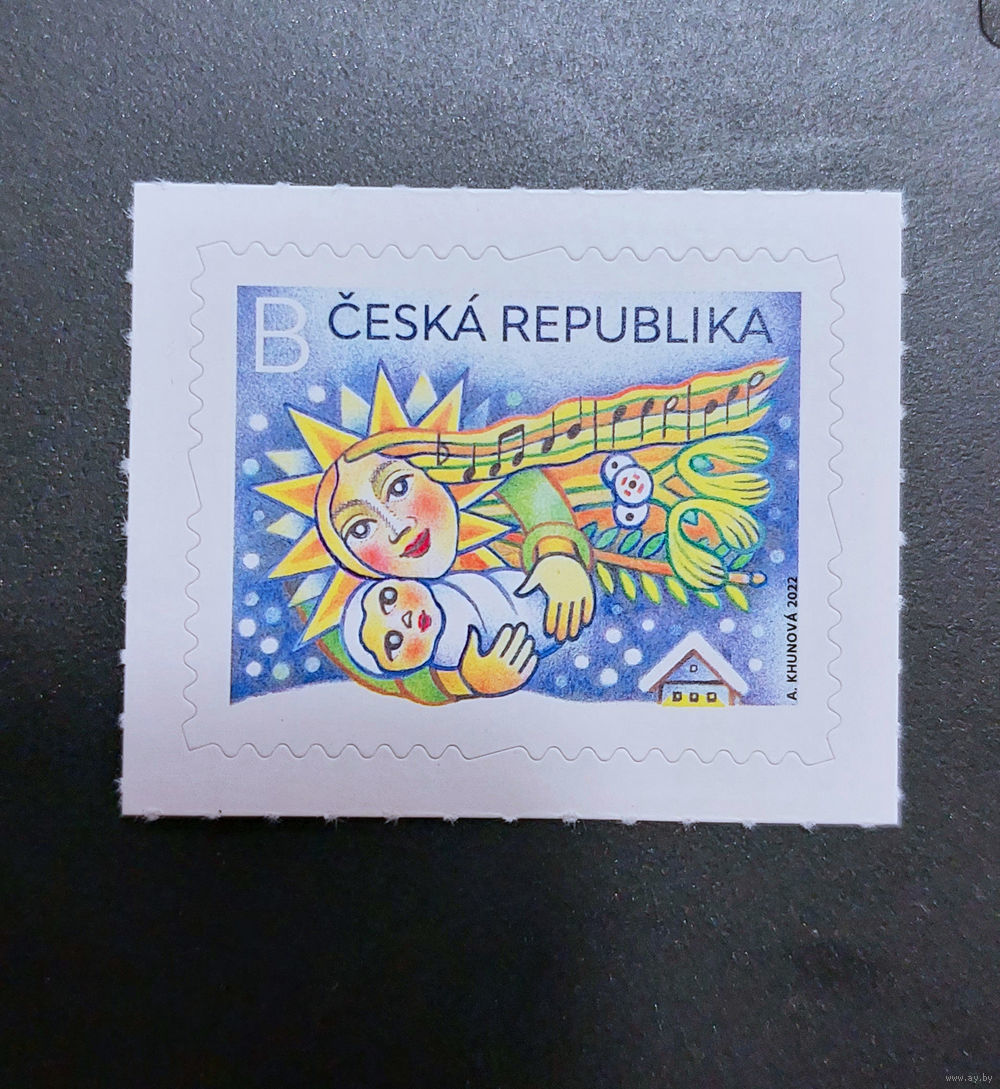 B ČESKÁ REPUBLIKA
A. KHUNOVÁ 2022
www.ay.by